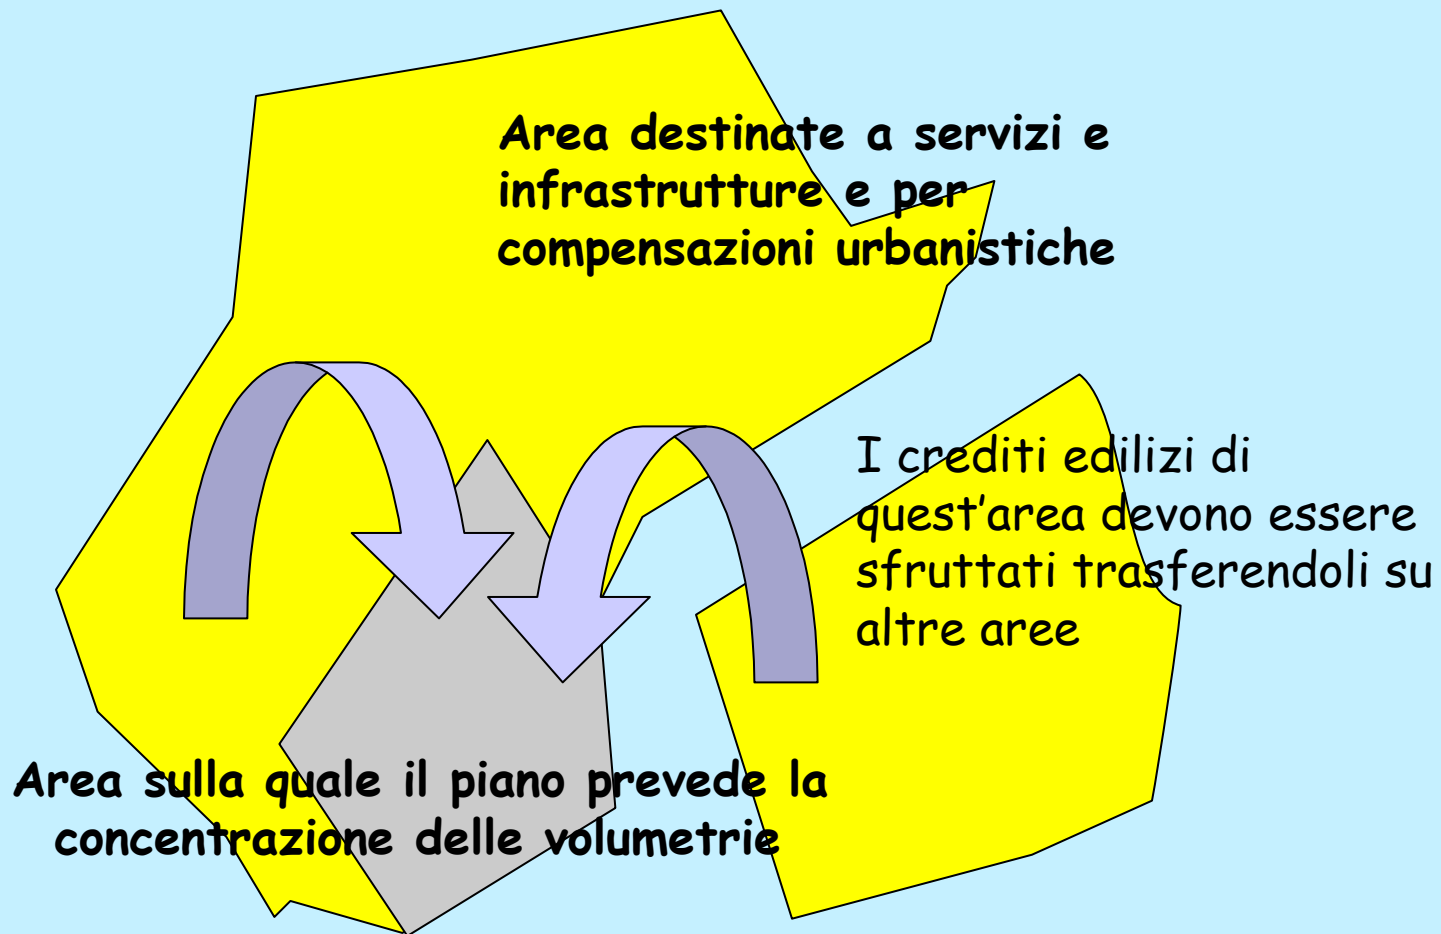 Area destinate a servizi e
infrastrutture e per
compensazioni urbanistiche
I crediti edilizi di
quest’area devono essere
sfruttati trasferendoli su
altre aree
Area sulla quale il piano prevede la
concentrazione delle volumetrie